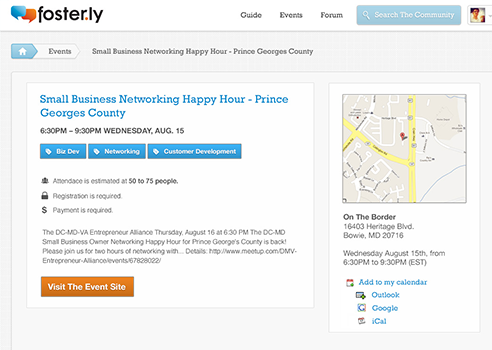 foster.ly
Guide Events Forum Search The Community
Events Small Business Networking Happy Hour - Prince Georges County
Small Business Networking Happy Hour - Prince
Georges County
6:30PM – 9:30PM WEDNESDAY, AUG. 15
Biz Dev Networking Customer Development
Attendace is estimated at 50 to 75 people.
Registration is required.
$ Payment is required.
The DC-MD-VA Entrepreneur Alliance Thursday, August 16 at 6:30 PM The DC-MD
Small Business Owner Networking Happy Hour for Prince George's County is back!
Please join us for two hours of networking with... Details: http://www.meetup.com/DMV-
Entrepreneur-Alliance/events/67828022/
Visit The Event Site
On The Border
16403 Heritage Blvd.
Bowie, MD 20716
Wednesday August 15th, from
6:30PM to 9:30PM (EST)
Add to my calendar
Outlook
Google
iCal